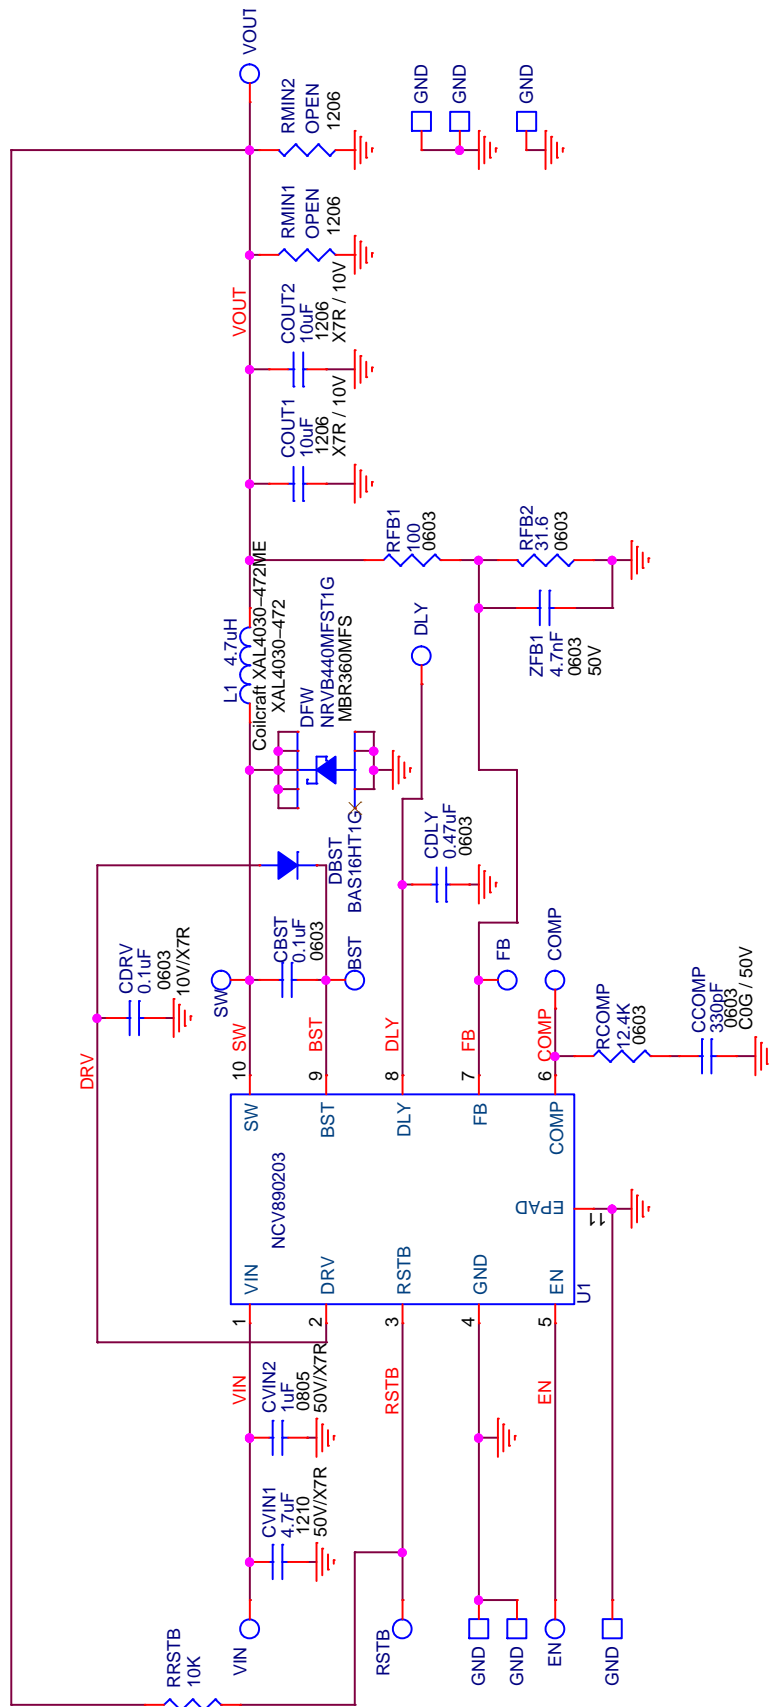 VOUT
RMIN2
OPEN
1206
GND
GND
GND
RMIN1
OPEN
1206
VOUT
COUT2
10uF
1206
X7R / 10V
COUT1
10uF
1206
X7R / 10V
RFB1
100
0603
RFB2
31.6
0603
ZFB1
4.7nF
0603
50V
L1 4.7uH
Coilcraft XAL4030-472ME
XAL4030-472
DFW
NRVB440MFST1G
MBR360MFS
DLY
DBST
BAS16HT1G
CDLY
0.47uF
0603
CDRV
0.1uF
0603
10V/X7R
CBST
0.1uF
0603
SW
BST
FB
COMP
DRV
SW
BST
DLY
FB
COMP
RCOMP
12.4K
0603
CCOMP
330pF
0603
C0G / 50V
10
9
8
7
6
SW
BST
DLY
FB
COMP
NCV890203
EPAD
11
VIN
DRV
RSTB
GND
EN
U1
1
2
3
4
5
VIN
RSTB
EN
CVIN2
1uF
0805
50V/X7R
CVIN1
4.7uF
1210
50V/X7R
VIN
RSTB
GND
GND
EN
GND
RRSTB
10K